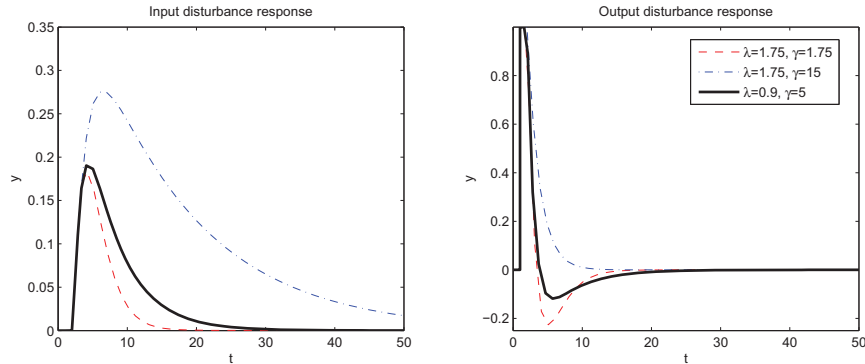 Input disturbance response
0.35
0.3
0.25
0.2
0.15
0.1
0.05
0
y
0
10
20
30
40
50
t
Output disturbance response
0.8
0.6
0.4
0.2
0
−0.2
y
0
10
20
30
40
50
t
λ=1.75, γ=1.75
λ=1.75, γ=15
λ=0.9, γ=5